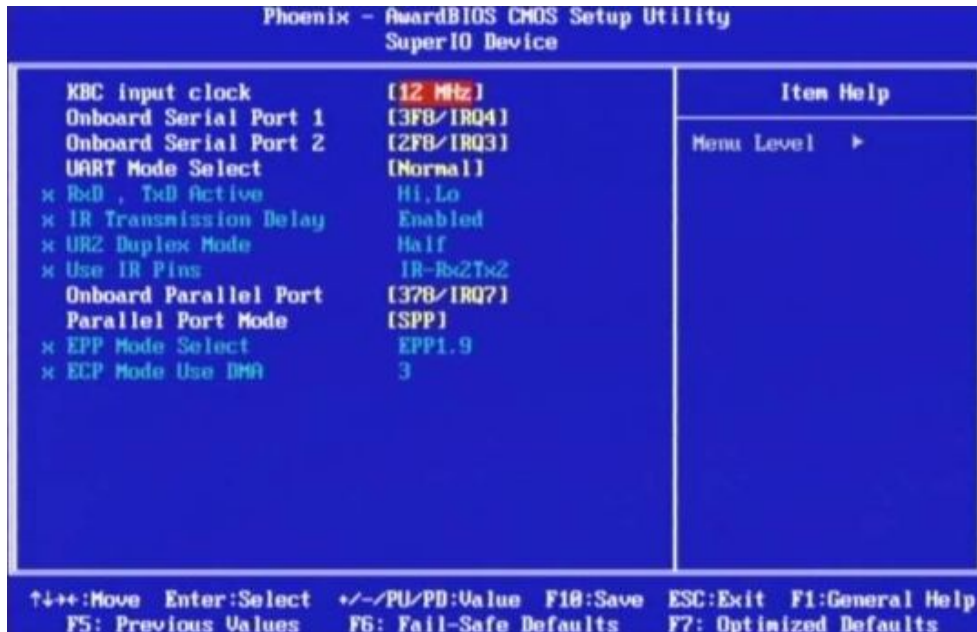 Phoenix - AwardBIOS CMOS Setup Utility
SuperIO Device
KBC input clock [12 MHz]
Onboard Serial Port 1 [3F8/IRQ4]
Onboard Serial Port 2 [2F8/IRQ3]
UART Mode Select [Normal]
x RxD , TxD Active Hi,Lo
x IR Transmission Delay Enabled
x UR2 Duplex Mode Half
x Use IR Pins IR-Rx2Tx2
Onboard Parallel Port [378/IRQ7]
Parallel Port Mode [SPP]
x EPP Mode Select EPP1.9
x ECP Mode Use DMA 3
Item Help
Menu Level ►
↑↓→←:Move Enter:Select +/-/PU/PD:Value F10:Save ESC:Exit F1:General Help
F5: Previous Values F6: Fail-Safe Defaults F7: Optimized Defaults